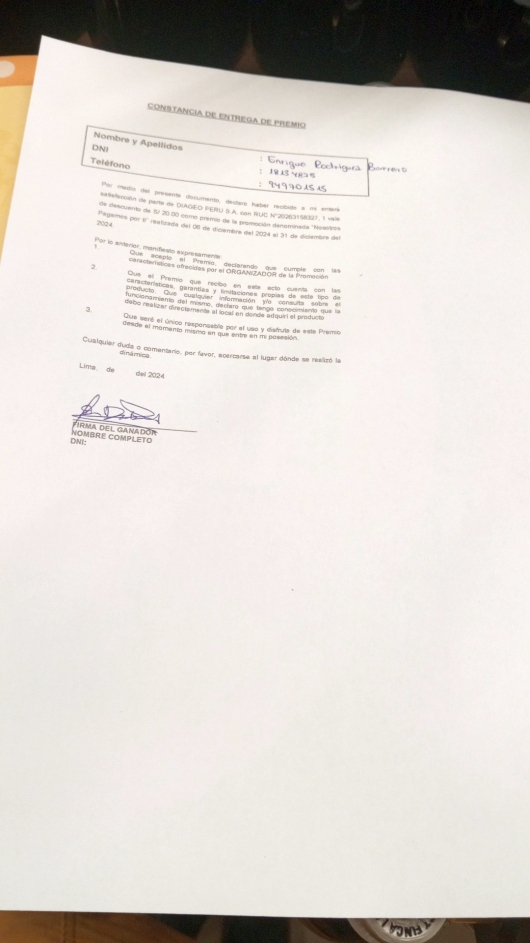 CONSTANCIA DE ENTREGA DE PREMIO
Nombre y Apellidos : Enrique Rodriguez Borrero
DNI : 18134825
Teléfono : 949901515
Por medio del presente documento, declaro haber recibido a mi entera
satisfacción de parte de DIAGEO PERU S.A. con RUC N°20263158327, 1 vale
de descuento de S/ 20.00 como premio de la promoción denominada "Nosotros
Pagamos por ti" realizada del 06 de diciembre del 2024 al 31 de diciembre del
2024.
Por lo anterior, manifiesto expresamente:
1. Que acepto el Premio, declarando que cumple con las
características ofrecidas por el ORGANIZADOR de la Promoción
2. Que el Premio que recibo en este acto cuenta con las
características, garantías y limitaciones propias de este tipo de
producto. Que cualquier información y/o consulta sobre el
funcionamiento del mismo, declaro que tengo conocimiento que la
debo realizar directamente al local en donde adquirí el producto
3. Que seré el único responsable por el uso y disfrute de este Premio
desde el momento mismo en que entre en mi posesión.
Cualquier duda o comentario, por favor, acercarse al lugar dónde se realizó la
dinámica.
Lima, de del 2024
FIRMA DEL GANADOR
NOMBRE COMPLETO
DNI: